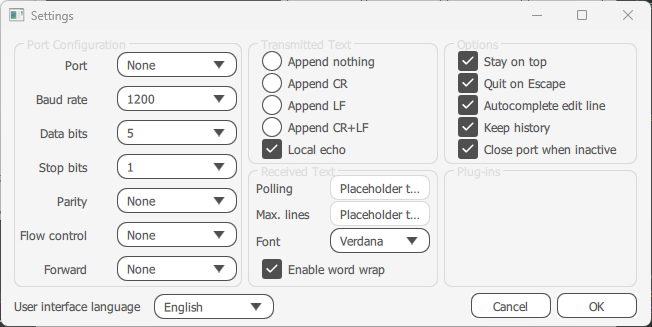 Settings
Port Configuration
Port None
Baud rate 1200
Data bits 5
Stop bits 1
Parity None
Flow control None
Forward None
Transmitted Text
Append nothing
Append CR
Append LF
Append CR+LF
Local echo
Received Text
Polling Placeholder t...
Max. lines Placeholder t...
Font Verdana
Enable word wrap
Options
Stay on top
Quit on Escape
Autocomplete edit line
Keep history
Close port when inactive
Plug-ins
User interface language English
Cancel OK